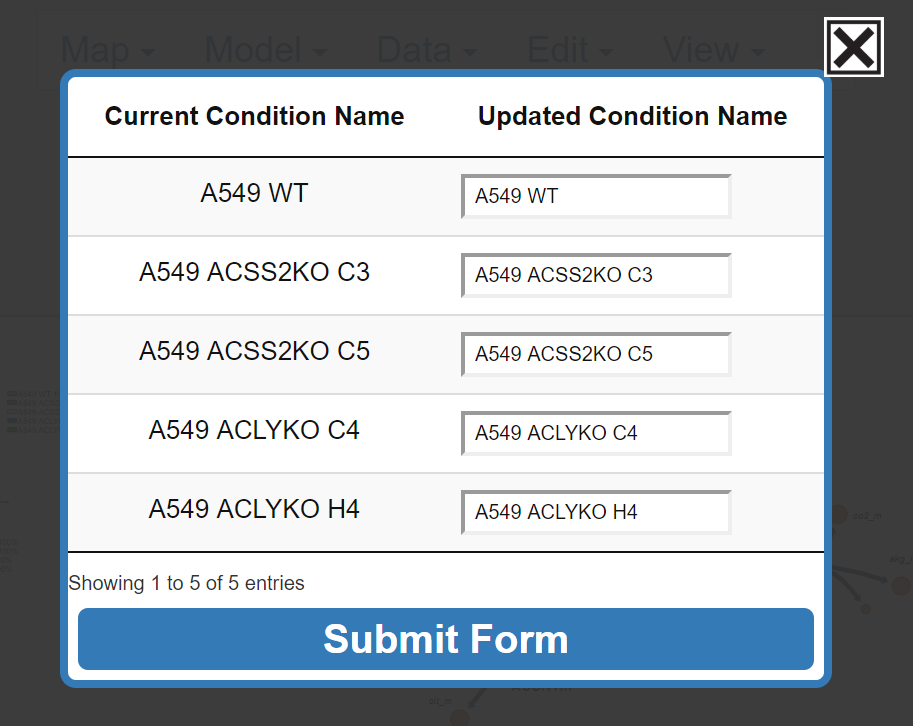 Map Model Data Edit View
Current Condition Name Updated Condition Name
A549 WT A549 WT
A549 ACSS2KO C3 A549 ACSS2KO C3
A549 ACSS2KO C5 A549 ACSS2KO C5
A549 ACLYKO C4 A549 ACLYKO C4
A549 ACLYKO H4 A549 ACLYKO H4
Showing 1 to 5 of 5 entries
Submit Form